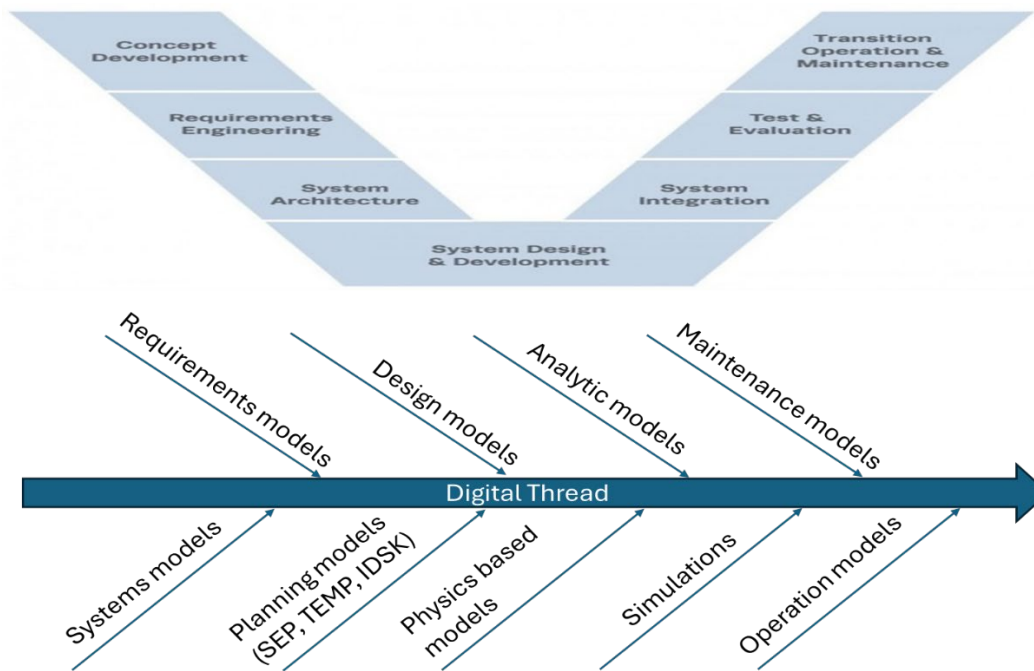 Concept
Development
Transition
Operation &
Maintenance
Requirements
Engineering
Test &
Evaluation
System
Architecture
System
Integration
System Design
& Development
Requirements models
Design models
Analytic models
Maintenance models
Digital Thread
Systems models
Planning models
(SEP, TEMP, IDSK)
Physics based
models
Simulations
Operation models